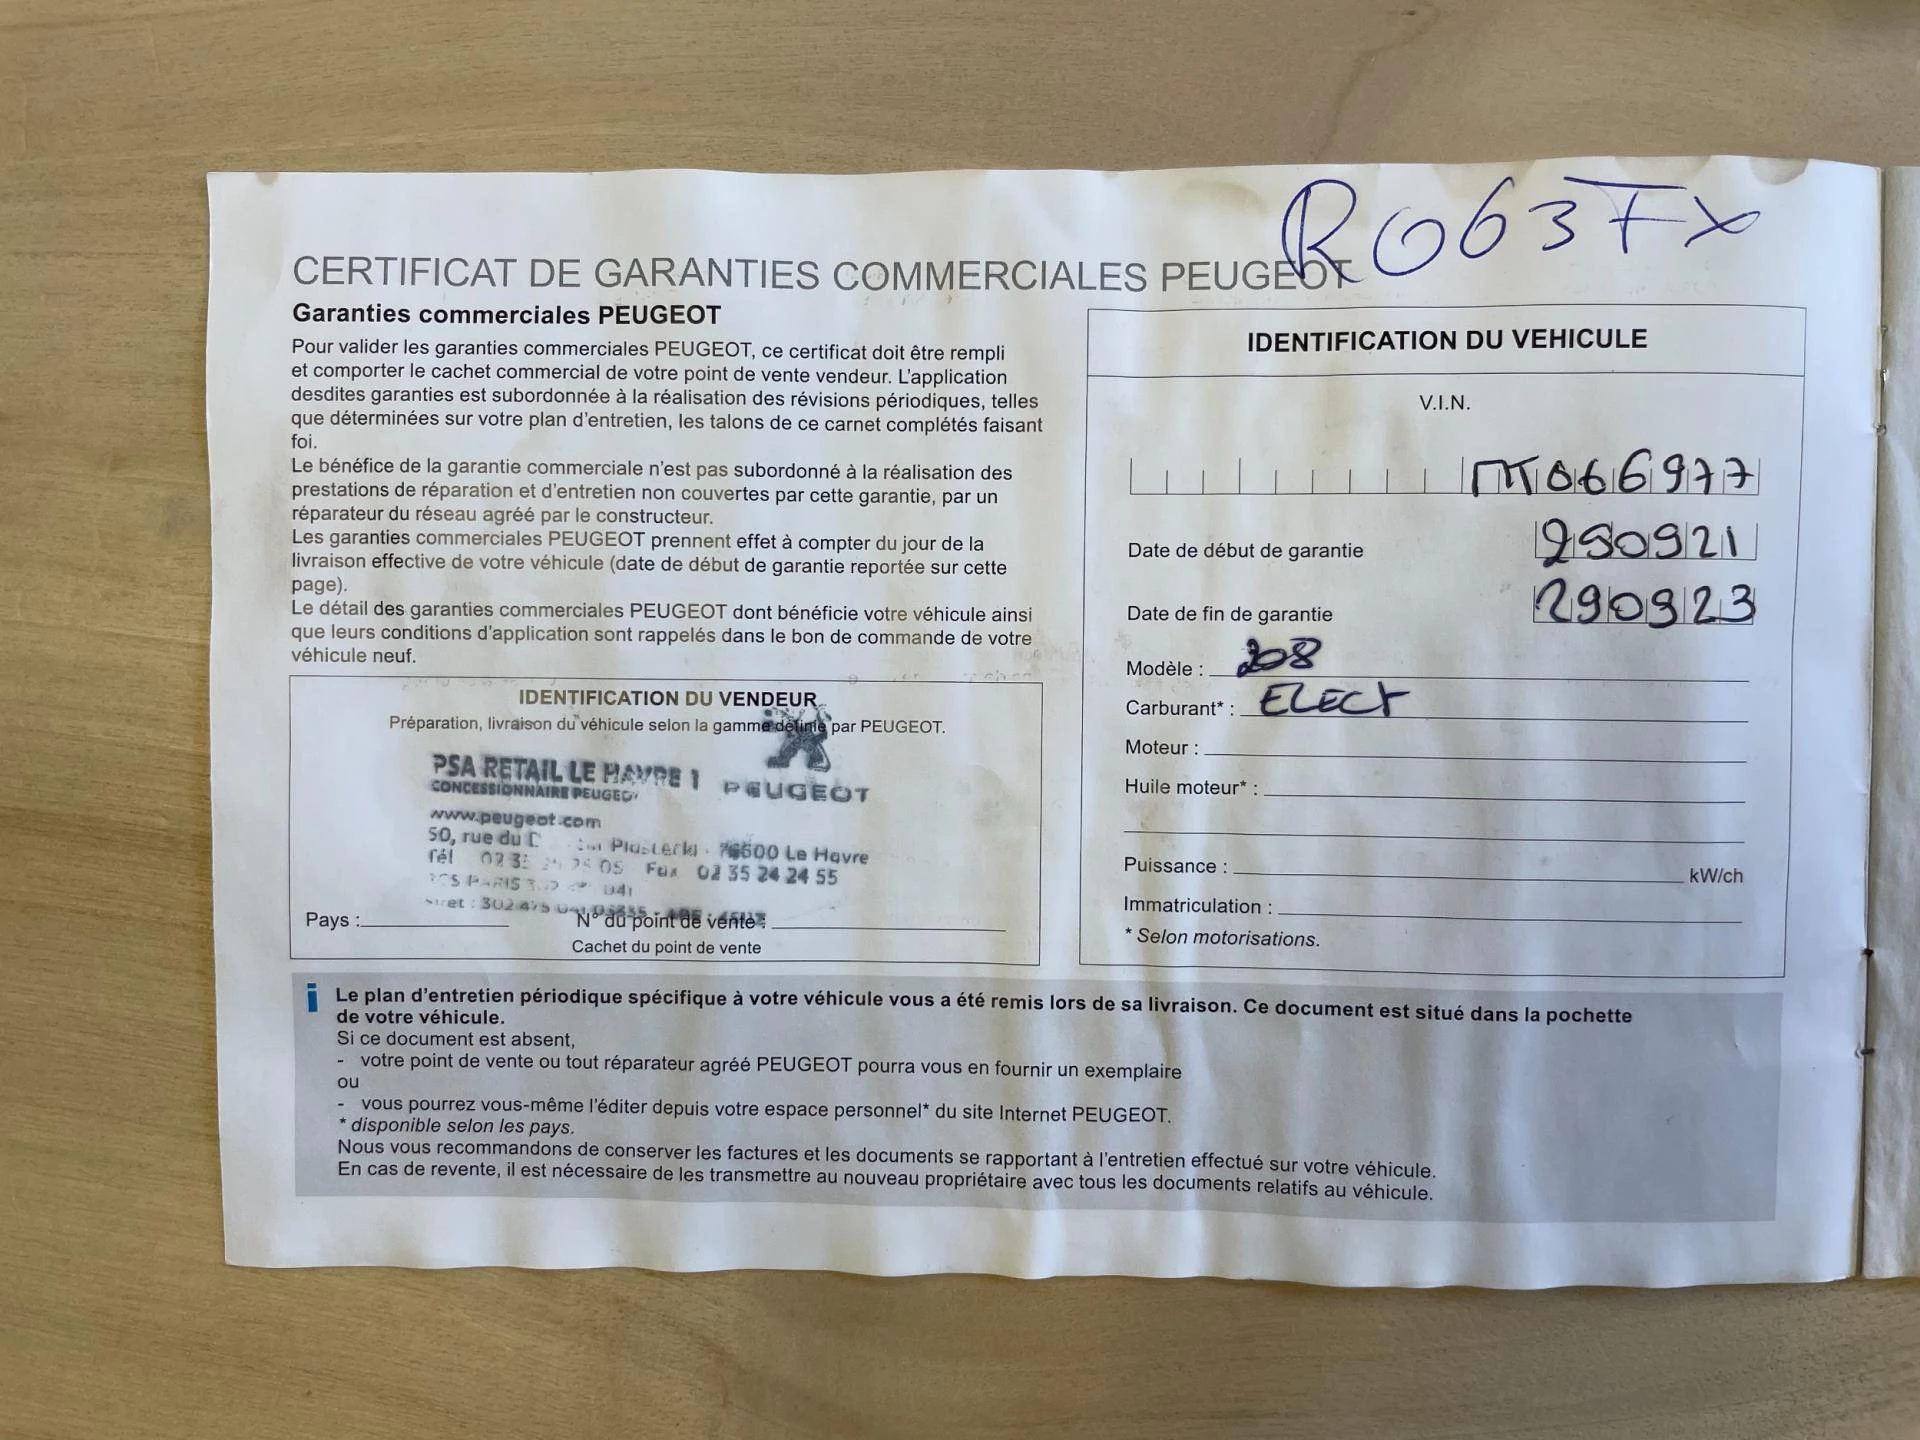 R063TX
CERTIFICAT DE GARANTIES COMMERCIALES PEUGEOT
Garanties commerciales PEUGEOT
Pour valider les garanties commerciales PEUGEOT, ce certificat doit être rempli
et comporter le cachet commercial de votre point de vente vendeur. L'application
desdites garanties est subordonnée à la réalisation des révisions périodiques, telles
que déterminées sur votre plan d'entretien, les talons de ce carnet complétés faisant
foi.
Le bénéfice de la garantie commerciale n'est pas subordonné à la réalisation des
prestations de réparation et d'entretien non couvertes par cette garantie, par un
réparateur du réseau agréé par le constructeur.
Les garanties commerciales PEUGEOT prennent effet à compter du jour de la
livraison effective de votre véhicule (date de début de garantie reportée sur cette
page).
Le détail des garanties commerciales PEUGEOT dont bénéficie votre véhicule ainsi
que leurs conditions d'application sont rappelés dans le bon de commande de votre
véhicule neuf.
IDENTIFICATION DU VENDEUR
Préparation, livraison du véhicule selon la gamme définie par PEUGEOT.
PSA RETAIL LE HAVRE 1 PEUGEOT
CONCESSIONNAIRE PEUGEOT
www.peugeot.com
50, rue du 76600 Le Havre
Tél Fax 02 35 24 24 55
Pays : N° du point de vente :
Cachet du point de vente
IDENTIFICATION DU VEHICULE
V.I.N.
MT066977
Date de début de garantie 290921
Date de fin de garantie 290923
Modèle : 208
Carburant* : ELECT
Moteur :
Huile moteur* :
Puissance : kW/ch
Immatriculation :
* Selon motorisations.
i Le plan d'entretien périodique spécifique à votre véhicule vous a été remis lors de sa livraison. Ce document est situé dans la pochette
de votre véhicule.
Si ce document est absent,
- votre point de vente ou tout réparateur agréé PEUGEOT pourra vous en fournir un exemplaire
ou
- vous pourrez vous-même l'éditer depuis votre espace personnel* du site Internet PEUGEOT.
* disponible selon les pays.
Nous vous recommandons de conserver les factures et les documents se rapportant à l'entretien effectué sur votre véhicule.
En cas de revente, il est nécessaire de les transmettre au nouveau propriétaire avec tous les documents relatifs au véhicule.